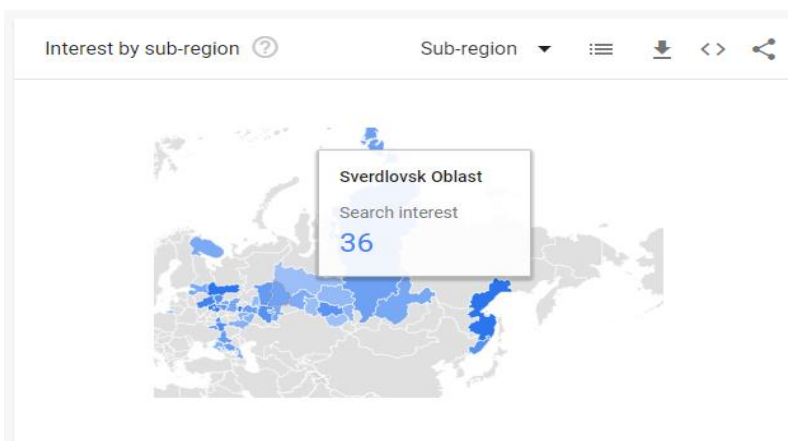 Interest by sub-region
Sub-region
Sverdlovsk Oblast
Search interest
36